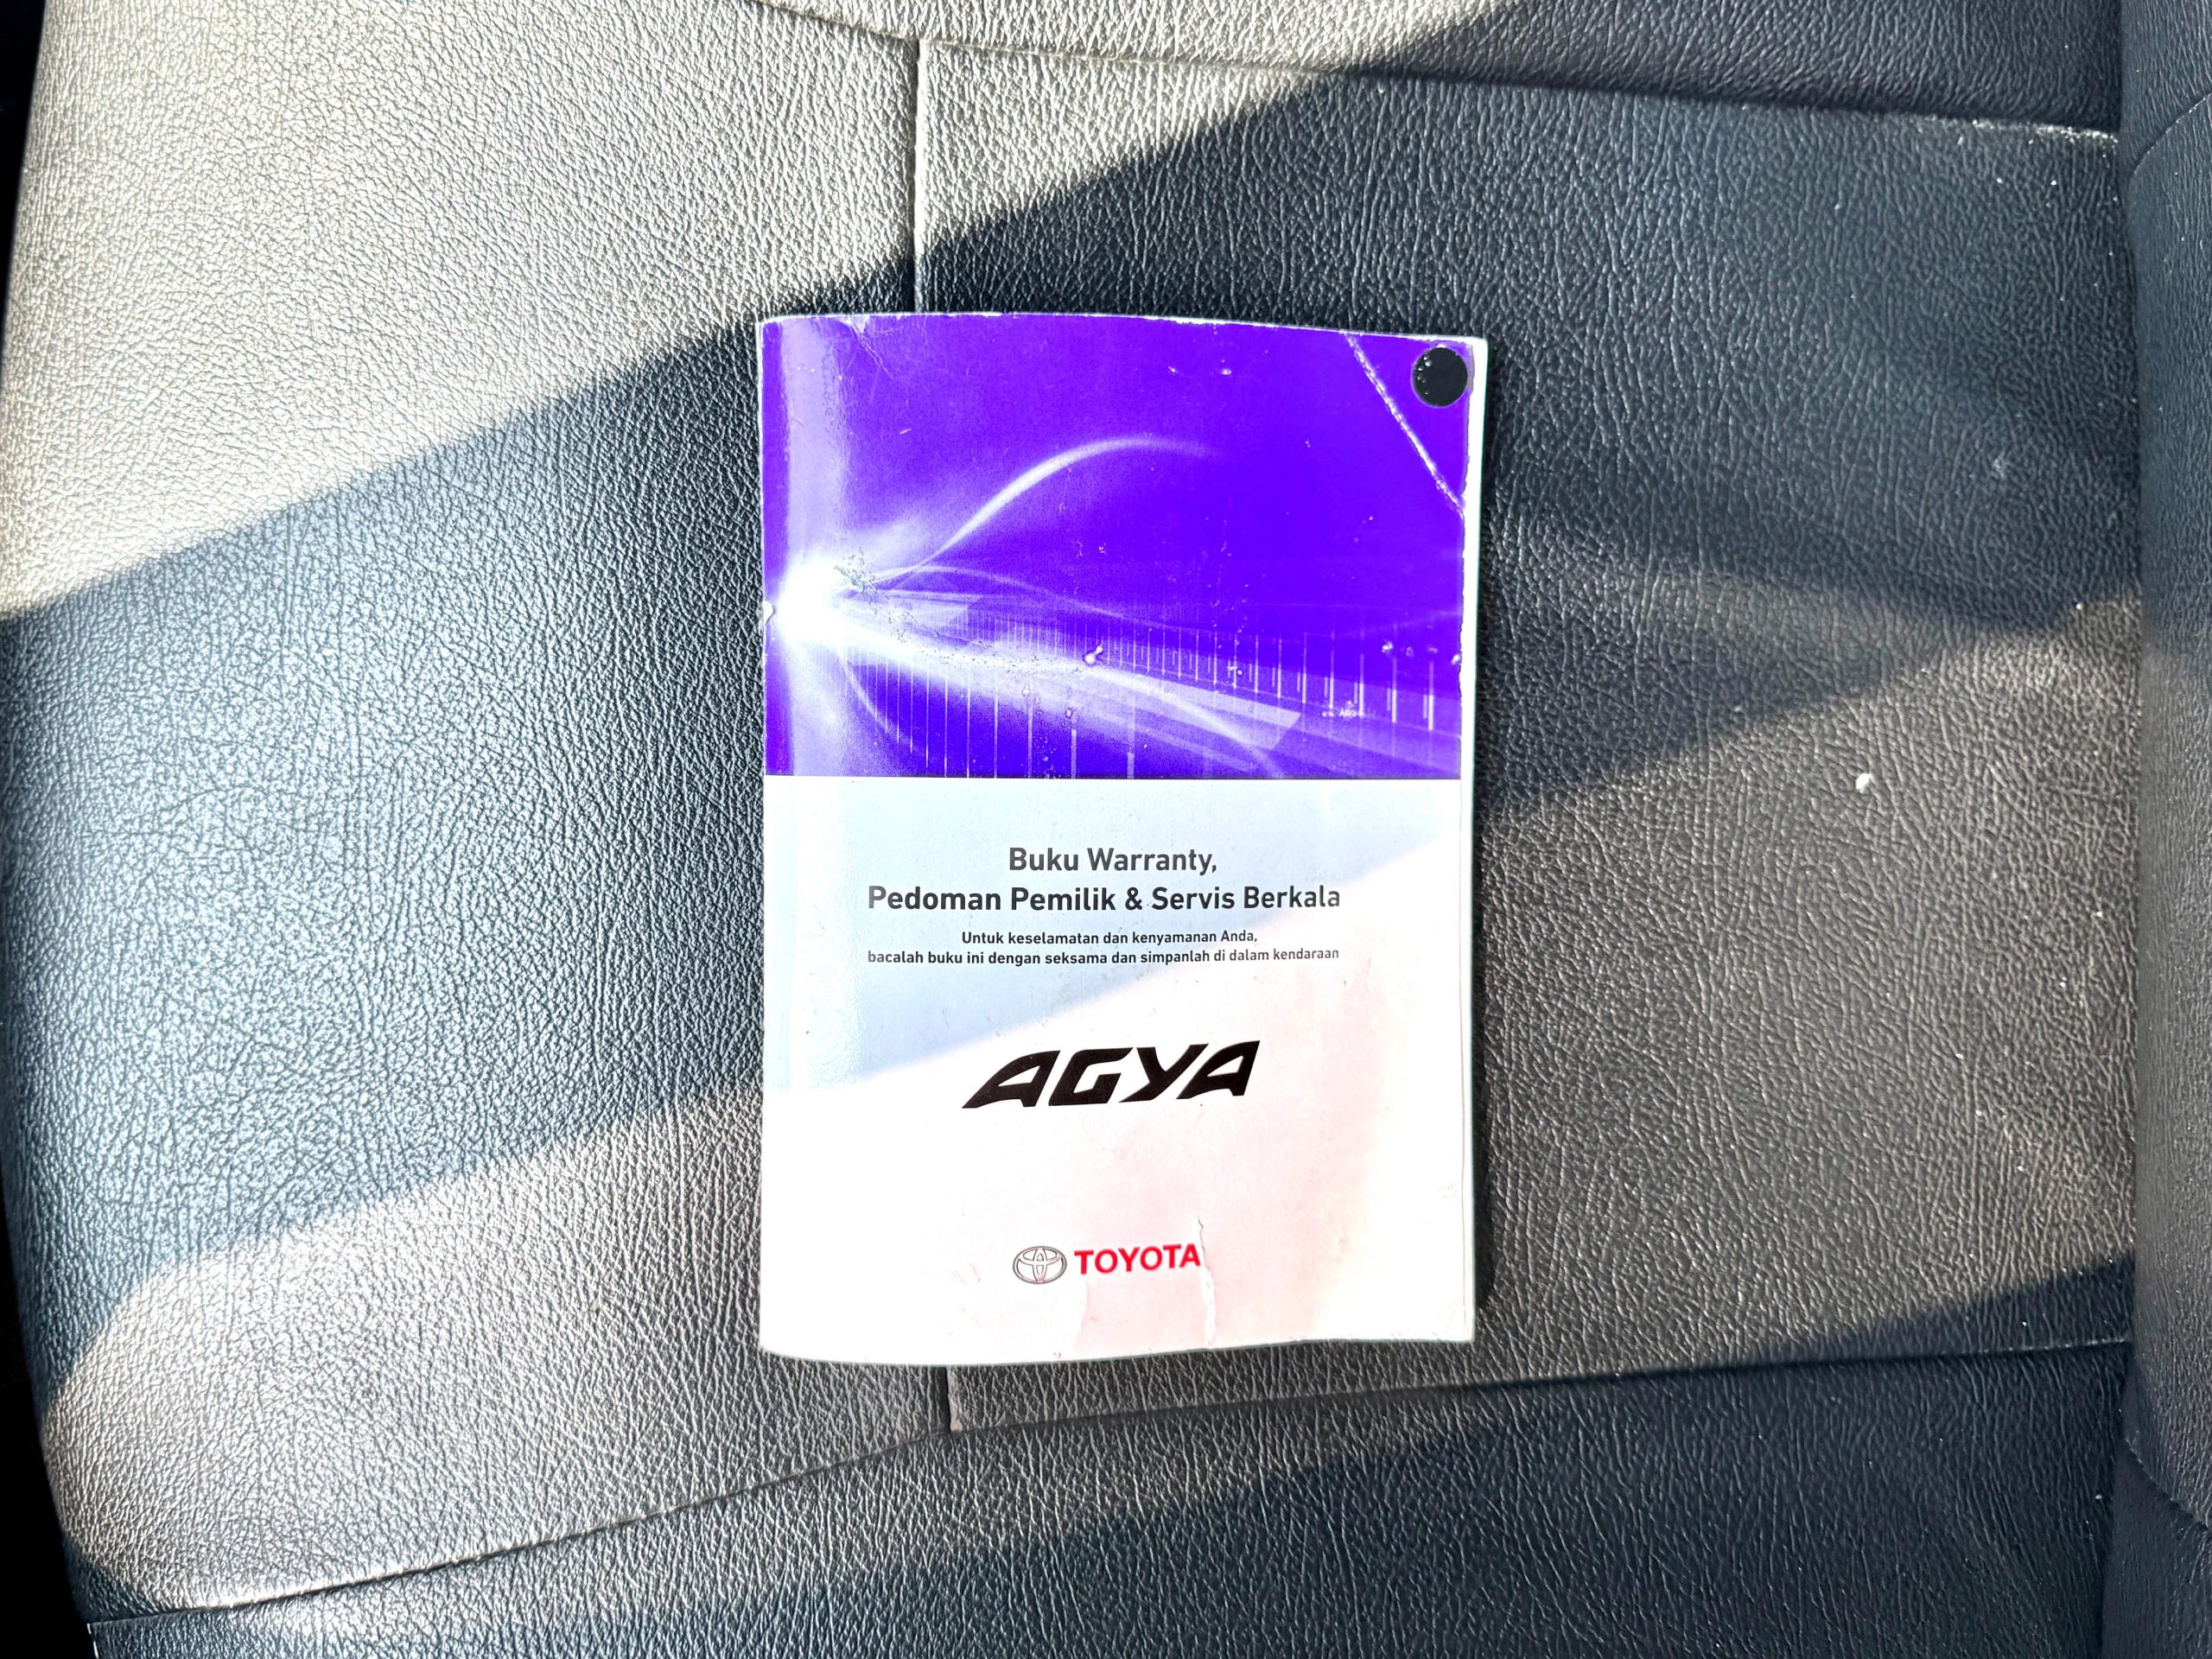 Buku Warranty,
Pedoman Pemilik & Servis Berkala
Untuk keselamatan dan kenyamanan Anda,
bacalah buku ini dengan seksama dan simpanlah di dalam kendaraan
AGYA
TOYOTA